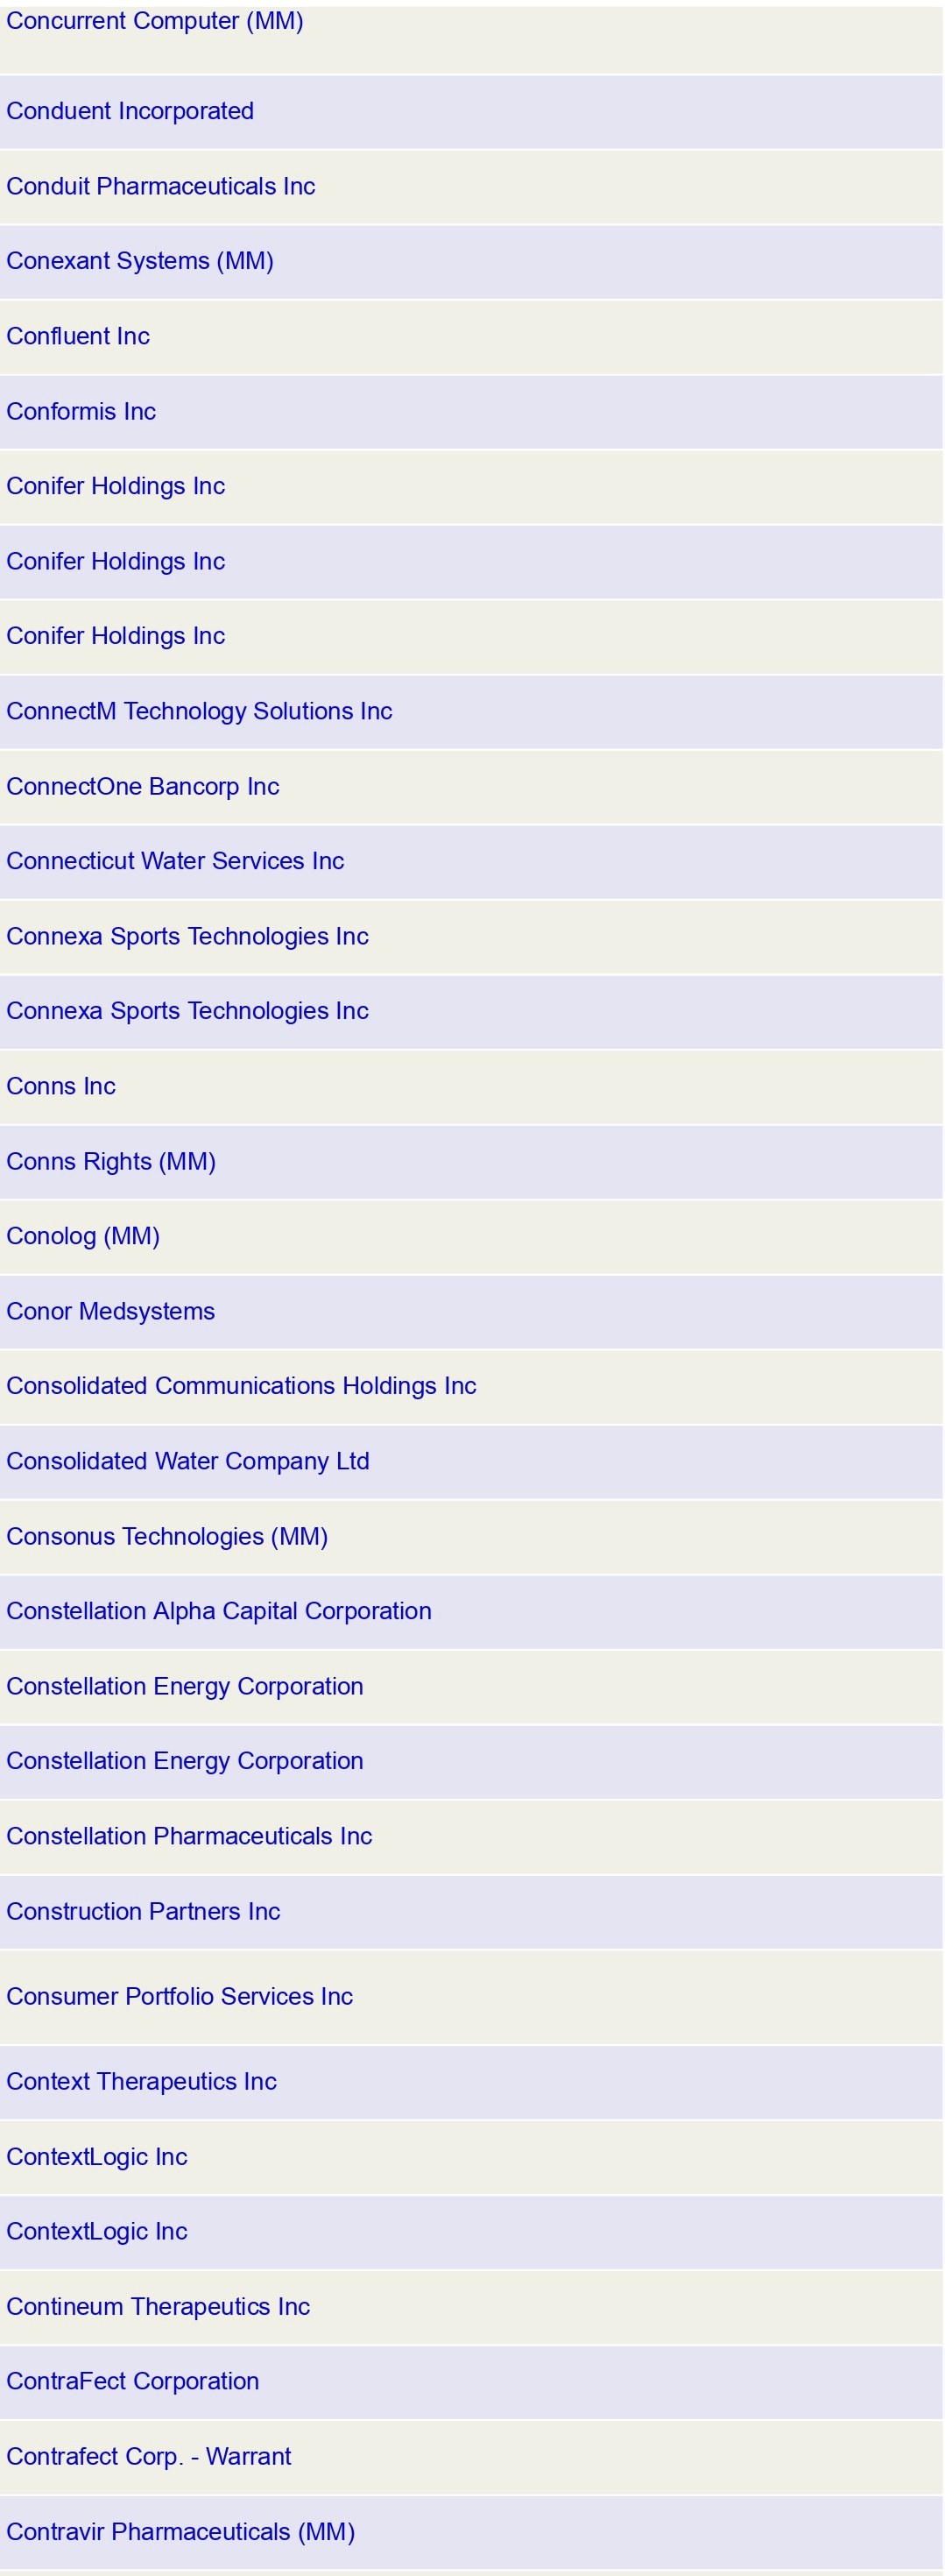 Concurrent Computer (MM)
Conduent Incorporated
Conduit Pharmaceuticals Inc
Conexant Systems (MM)
Confluent Inc
Conformis Inc
Conifer Holdings Inc
Conifer Holdings Inc
Conifer Holdings Inc
ConnectM Technology Solutions Inc
ConnectOne Bancorp Inc
Connecticut Water Services Inc
Connexa Sports Technologies Inc
Connexa Sports Technologies Inc
Conns Inc
Conns Rights (MM)
Conolog (MM)
Conor Medsystems
Consolidated Communications Holdings Inc
Consolidated Water Company Ltd
Consonus Technologies (MM)
Constellation Alpha Capital Corporation
Constellation Energy Corporation
Constellation Energy Corporation
Constellation Pharmaceuticals Inc
Construction Partners Inc
Consumer Portfolio Services Inc
Context Therapeutics Inc
ContextLogic Inc
ContextLogic Inc
Contineum Therapeutics Inc
ContraFect Corporation
Contrafect Corp. - Warrant
Contravir Pharmaceuticals (MM)